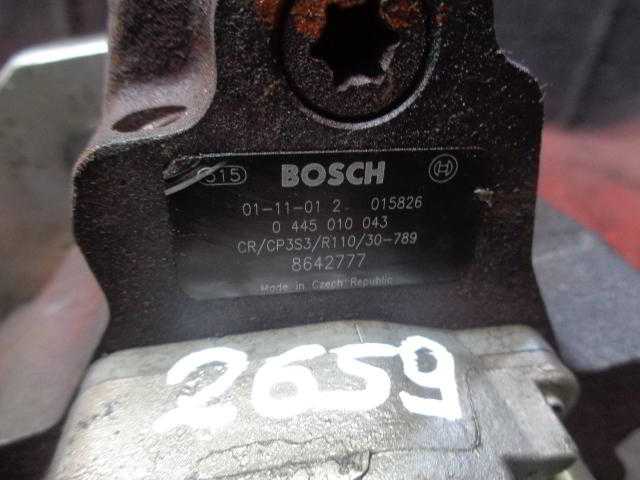 S15 BOSCH
01-11-01 2. 015826
0 445 010 043
CR/CP3S3/R110/30-789
8642777
Made in Czech Republic
2659